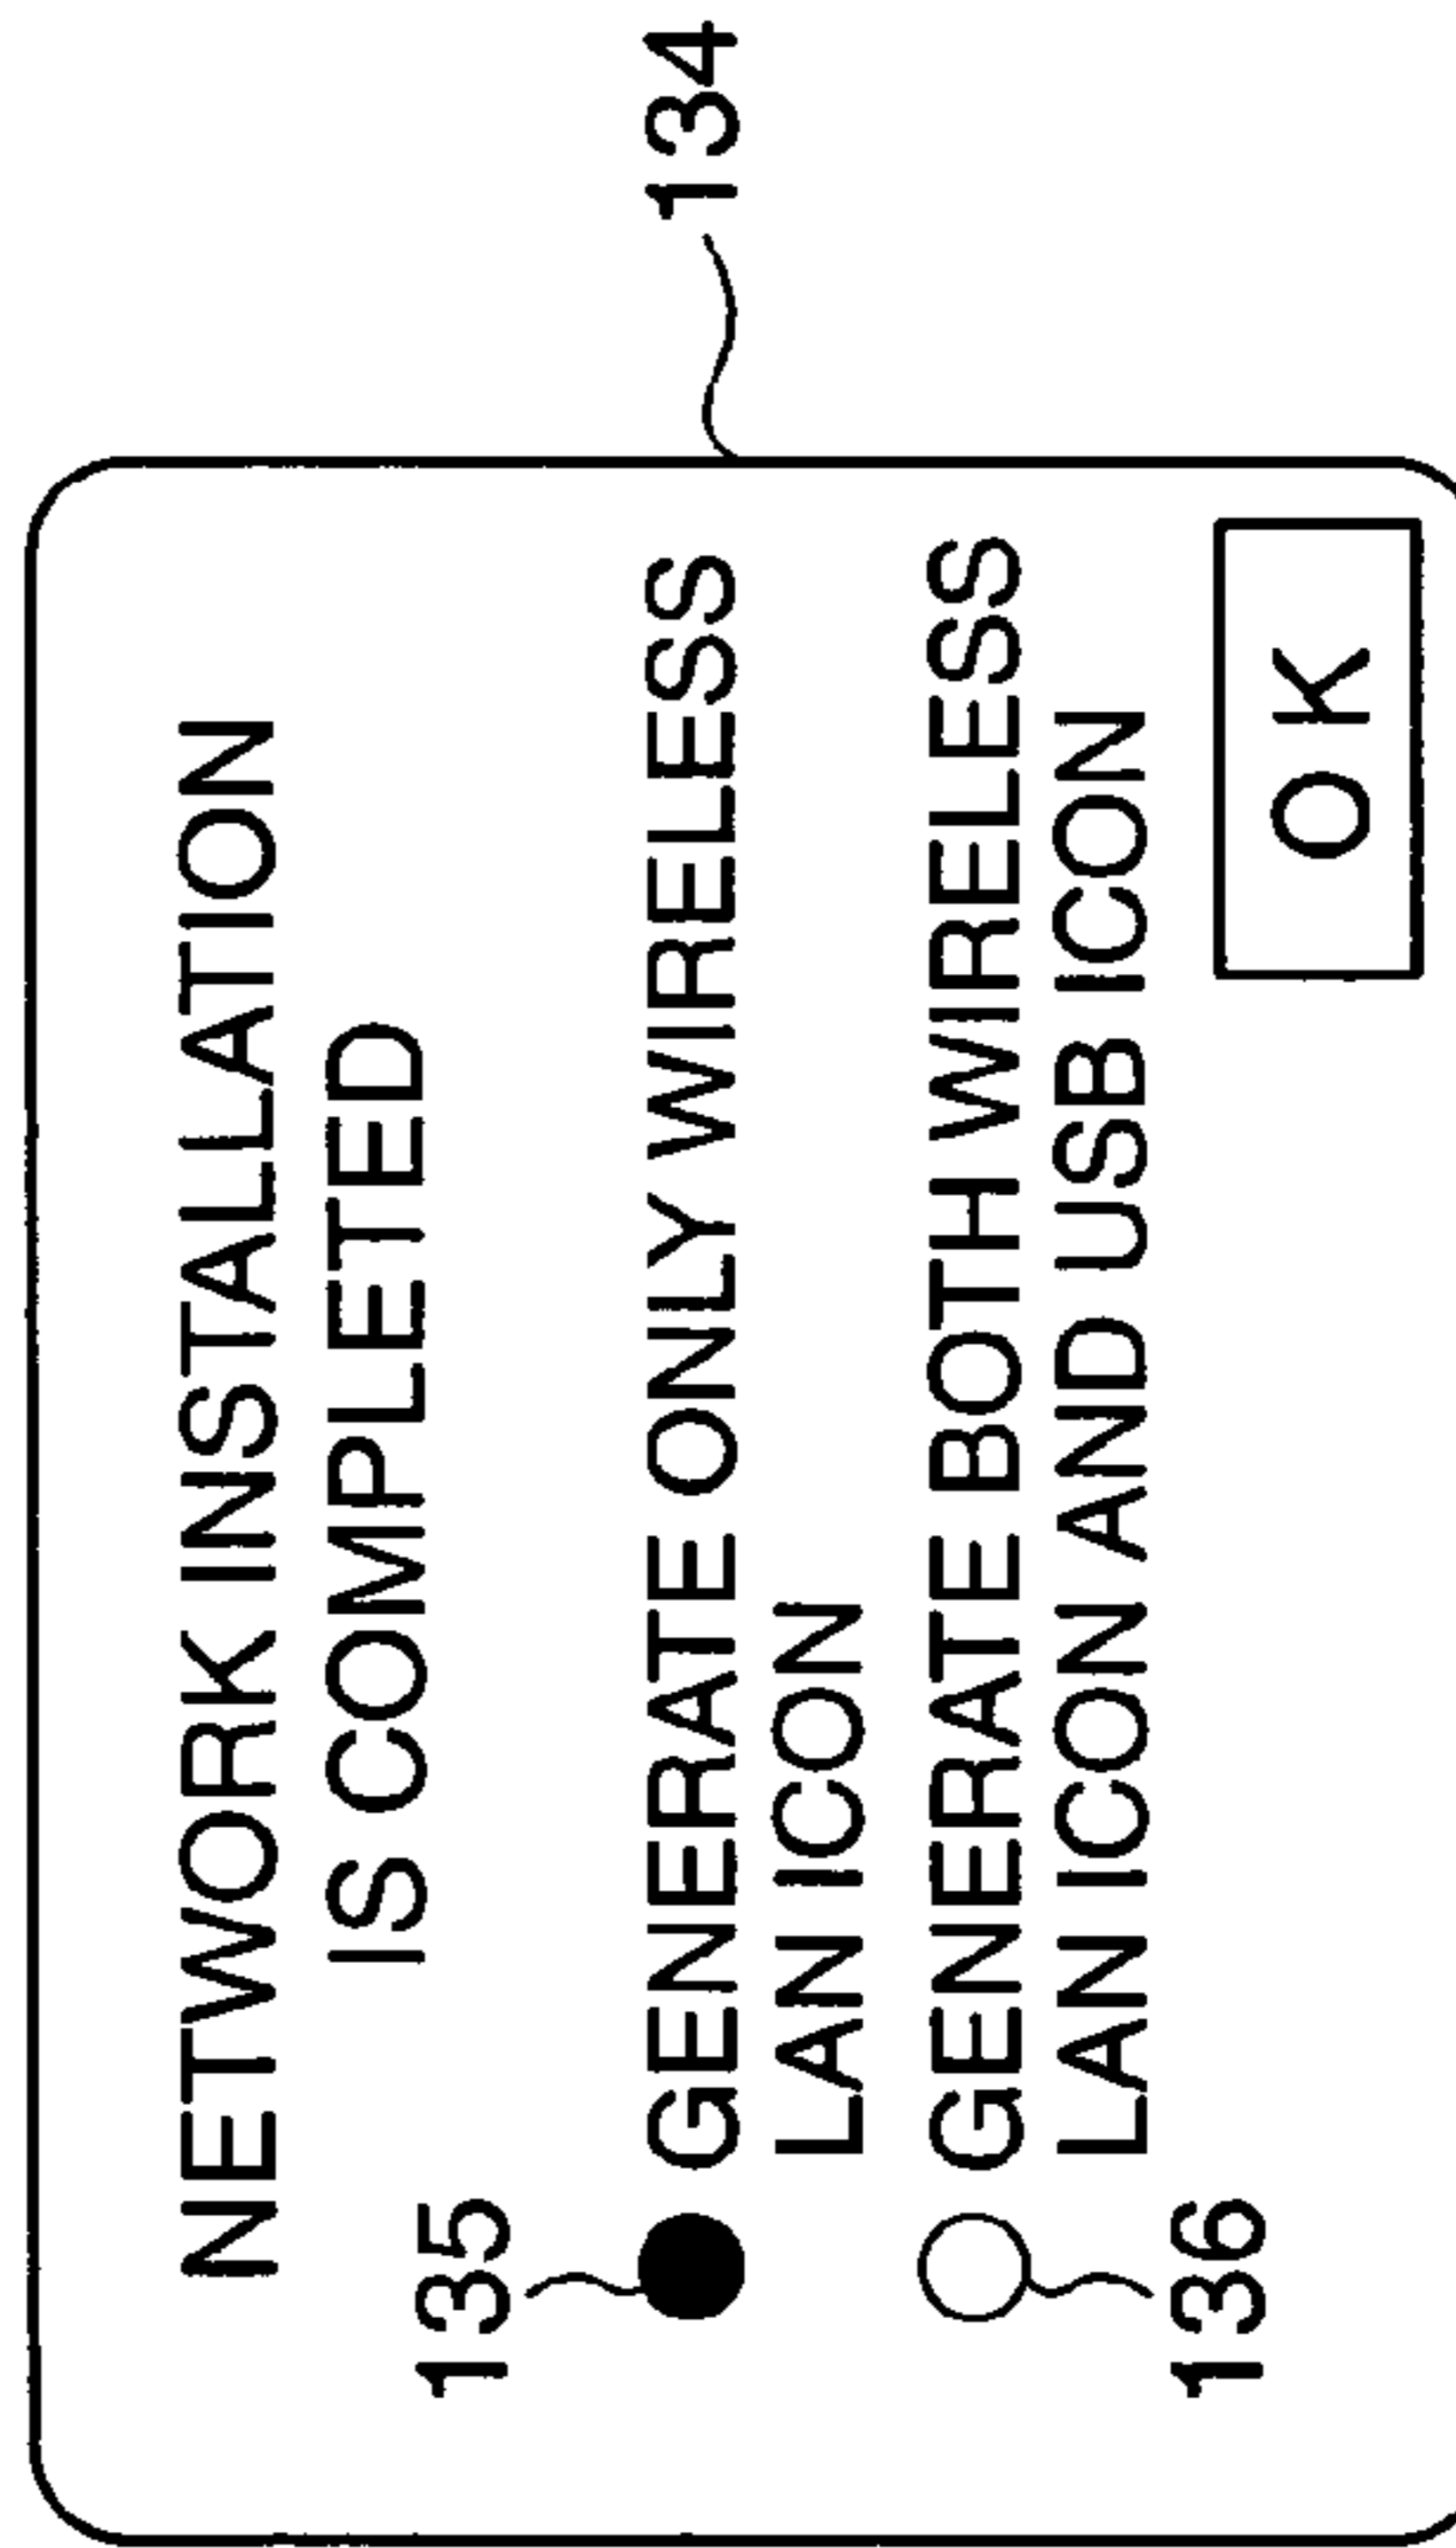 134
NETWORK INSTALLATION
IS COMPLETED
135
GENERATE ONLY WIRELESS
LAN ICON
GENERATE BOTH WIRELESS
LAN ICON AND USB ICON
136
OK